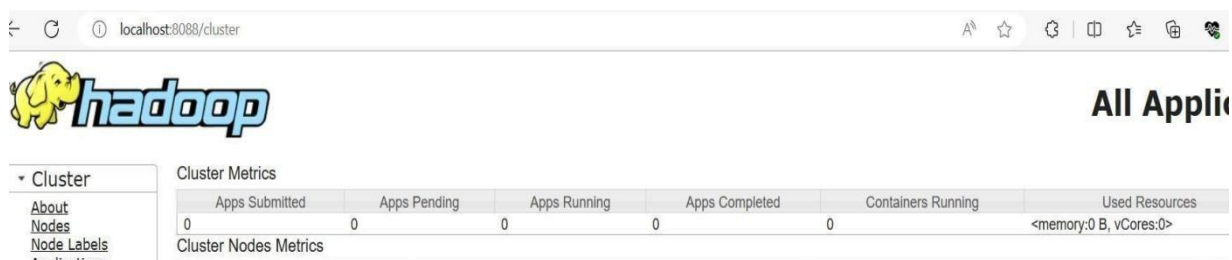 localhost:8088/cluster
hadoop
All Applic
Cluster
About
Nodes
Node Labels
Cluster Metrics
Apps Submitted Apps Pending Apps Running Apps Completed Containers Running Used Resources
0 0 0 0 0 <memory:0 B, vCores:0>
Cluster Nodes Metrics